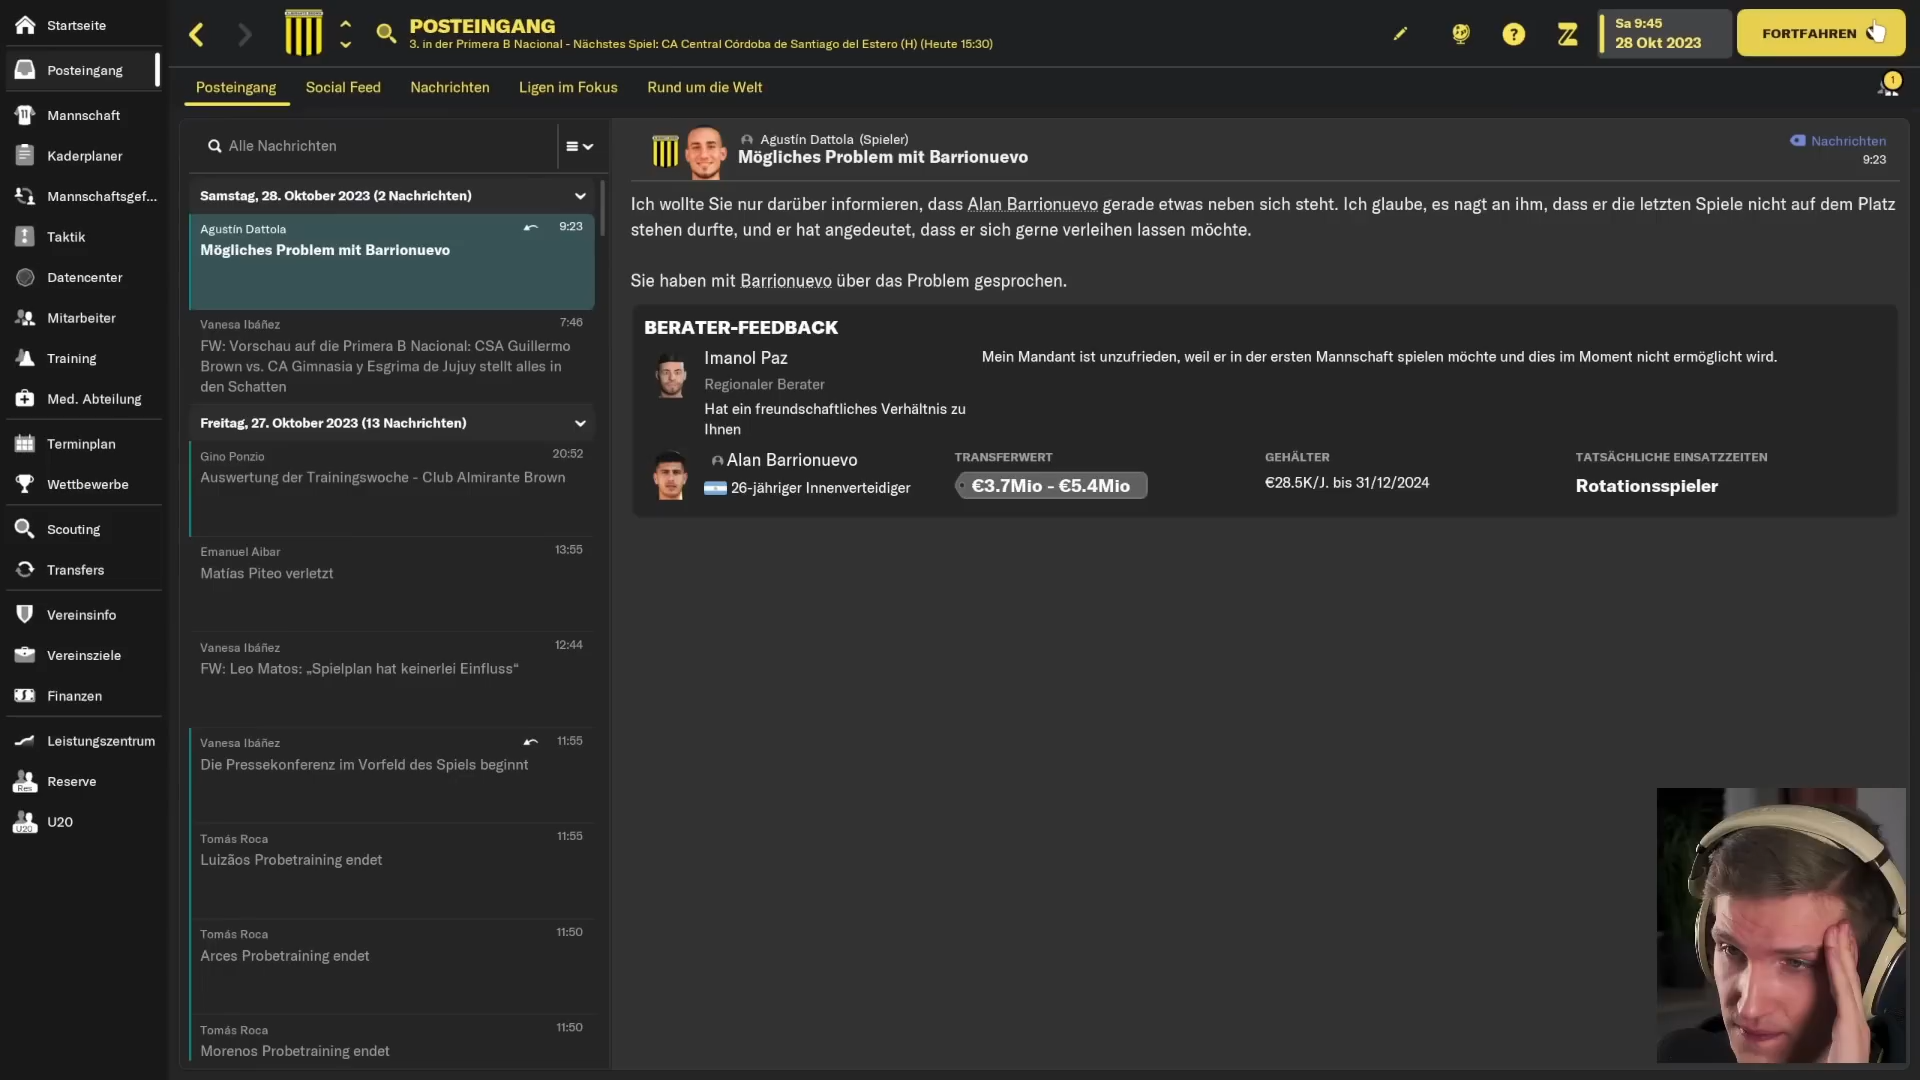 Startseite
Posteingang
Mannschaft
Kaderplaner
Mannschaftsgef...
Taktik
Datencenter
Mitarbeiter
Training
Med. Abteilung
Terminplan
Wettbewerbe
Scouting
Transfers
Vereinsinfo
Vereinsziele
Finanzen
Leistungszentrum
Res
Reserve
U20
U20
POSTEINGANG
3. in der Primera B Nacional - Nächstes Spiel: CA Central Córdoba de Santiago del Estero (H) (Heute 15:30)
Sa 9:45
28 Okt 2023
FORTFAHREN
Posteingang
Social Feed
Nachrichten
Ligen im Fokus
Rund um die Welt
1
Alle Nachrichten
Samstag, 28. Oktober 2023 (2 Nachrichten)
Agustín Dattola
9:23
Mögliches Problem mit Barrionuevo
Vanesa Ibáñez
7:46
FW: Vorschau auf die Primera B Nacional: CSA Guillermo
Brown vs. CA Gimnasia y Esgrima de Jujuy stellt alles in
den Schatten
Freitag, 27. Oktober 2023 (13 Nachrichten)
Gino Ponzio
20:52
Auswertung der Trainingswoche - Club Almirante Brown
Emanuel Aibar
13:55
Matías Piteo verletzt
Vanesa Ibáñez
12:44
FW: Leo Matos: „Spielplan hat keinerlei Einfluss“
Vanesa Ibáñez
11:55
Die Pressekonferenz im Vorfeld des Spiels beginnt
Tomás Roca
11:55
Luizãos Probetraining endet
Tomás Roca
11:50
Arces Probetraining endet
Tomás Roca
11:50
Morenos Probetraining endet
Agustín Dattola (Spieler)
Mögliches Problem mit Barrionuevo
Nachrichten
9:23
Ich wollte Sie nur darüber informieren, dass Alan Barrionuevo gerade etwas neben sich steht. Ich glaube, es nagt an ihm, dass er die letzten Spiele nicht auf dem Platz
stehen durfte, und er hat angedeutet, dass er sich gerne verleihen lassen möchte.
Sie haben mit Barrionuevo über das Problem gesprochen.
BERATER-FEEDBACK
Imanol Paz
Regionaler Berater
Hat ein freundschaftliches Verhältnis zu
Ihnen
Mein Mandant ist unzufrieden, weil er in der ersten Mannschaft spielen möchte und dies im Moment nicht ermöglicht wird.
Alan Barrionuevo
26-jähriger Innenverteidiger
TRANSFERWERT
€3.7Mio - €5.4Mio
GEHÄLTER
€28.5K/J. bis 31/12/2024
TATSÄCHLICHE EINSATZZEITEN
Rotationsspieler